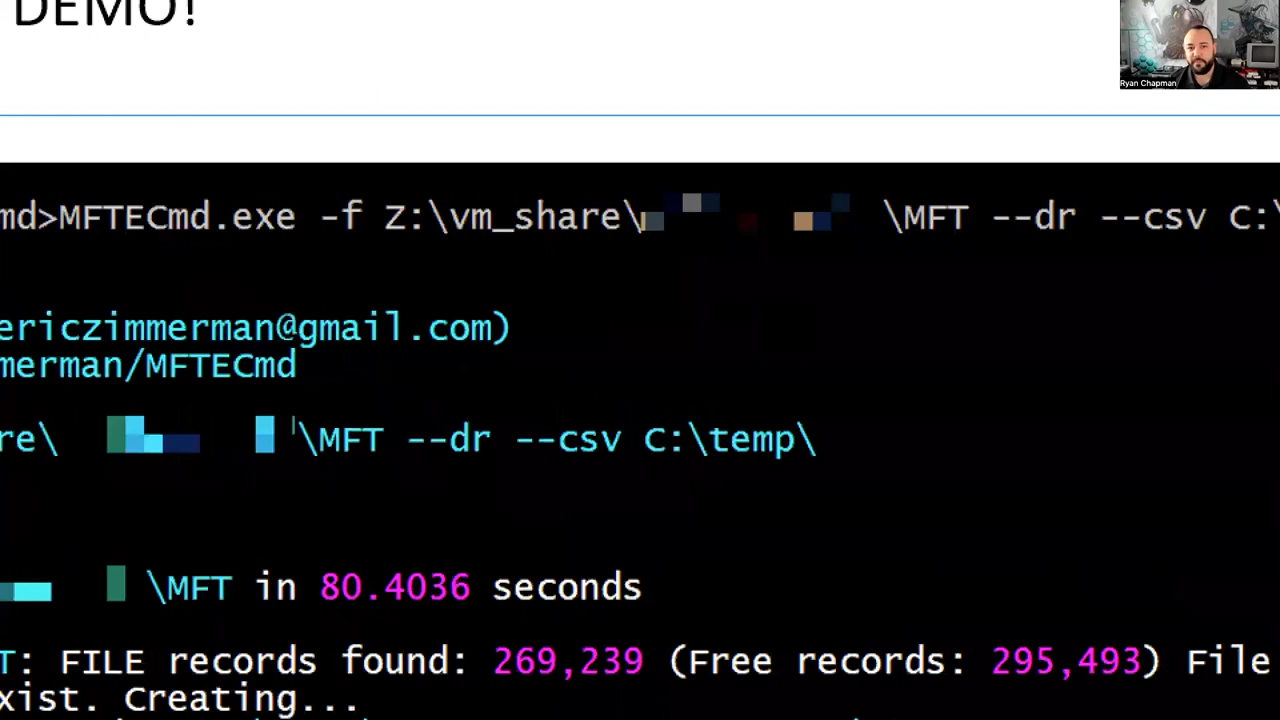 DEMO!
Ryan Chapman
md>MFTECmd.exe -f Z:\vm_share\ \MFT --dr --csv C:\
ericzimmerman@gmail.com)
merman/MFTECmd
re\ \MFT --dr --csv C:\temp\
\MFT in 80.4036 seconds
T: FILE records found: 269,239 (Free records: 295,493) File
xist. Creating...